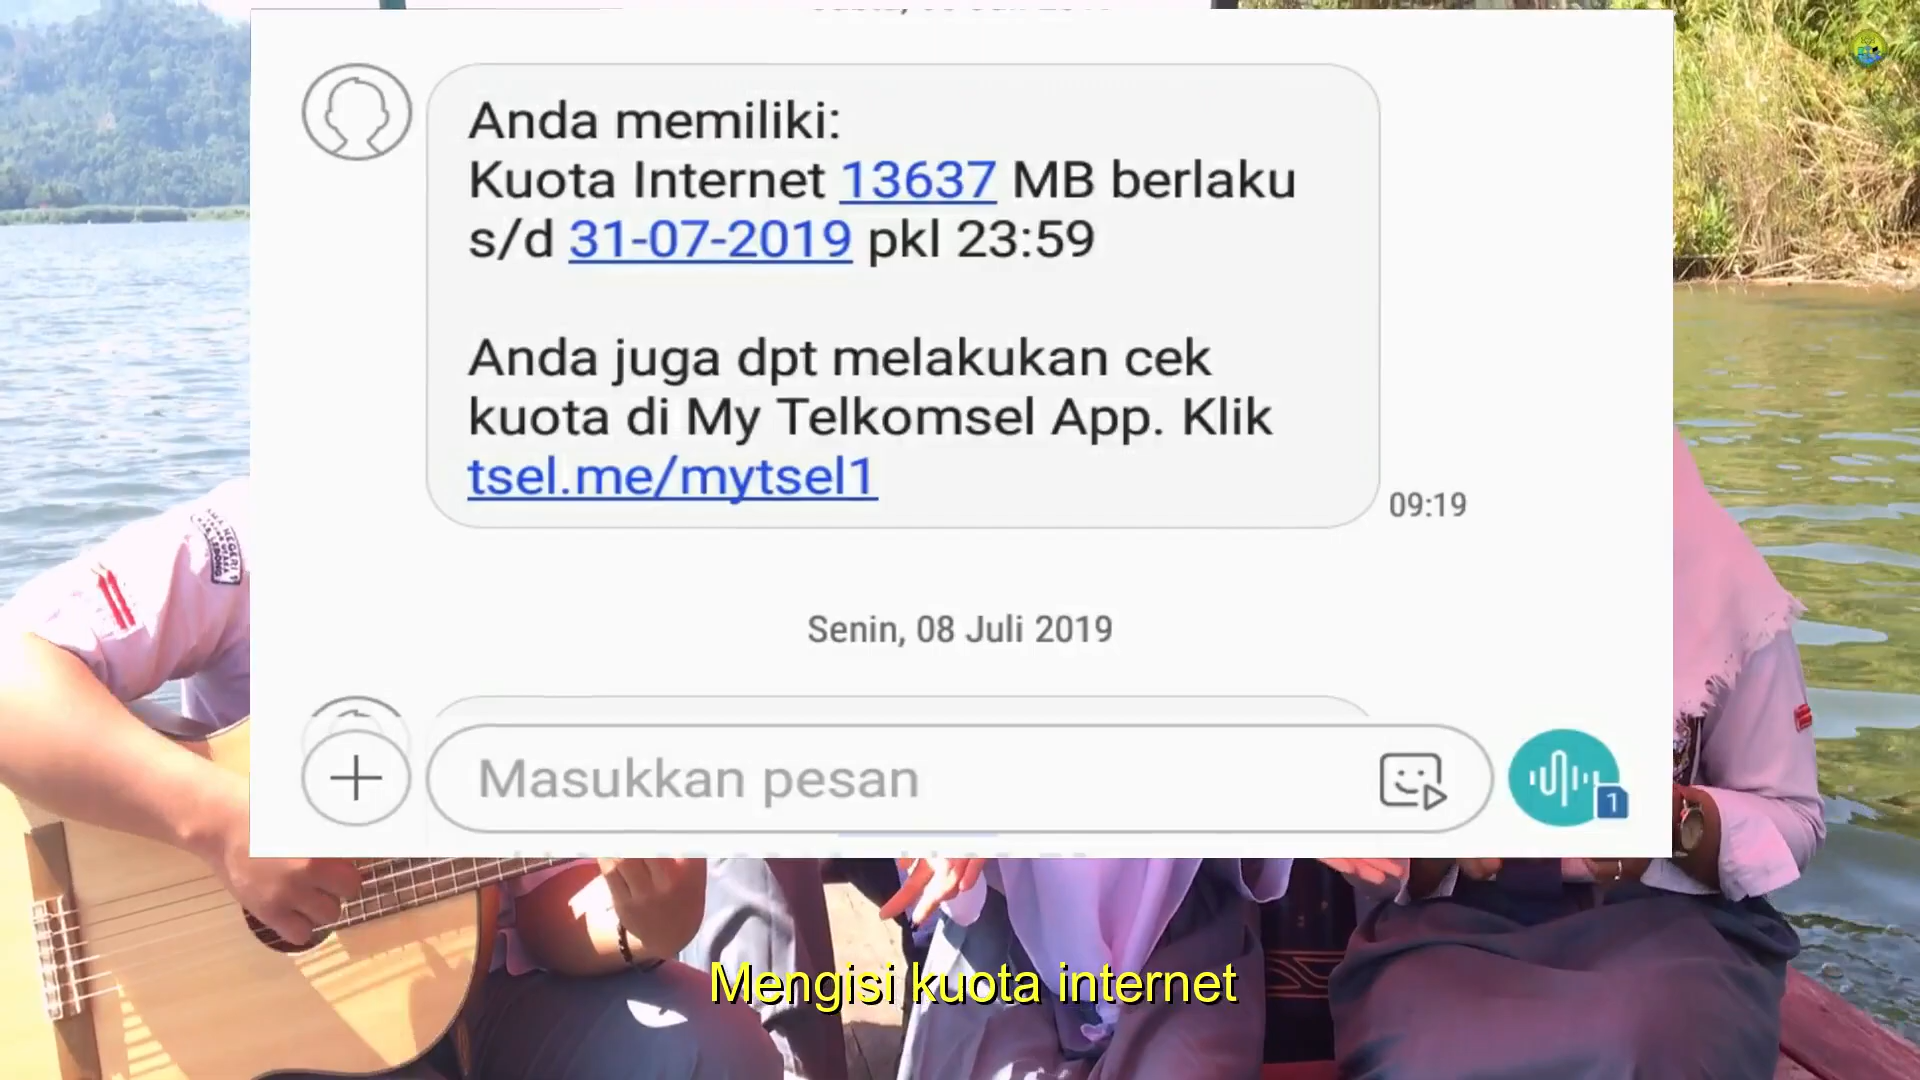 Anda memiliki:
Kuota Internet 13637 MB berlaku
s/d 31-07-2019 pkl 23:59
Anda juga dpt melakukan cek
kuota di My Telkomsel App. Klik
tsel.me/mytsel1
09:19
Senin, 08 Juli 2019
Masukkan pesan
1
Mengisi kuota internet